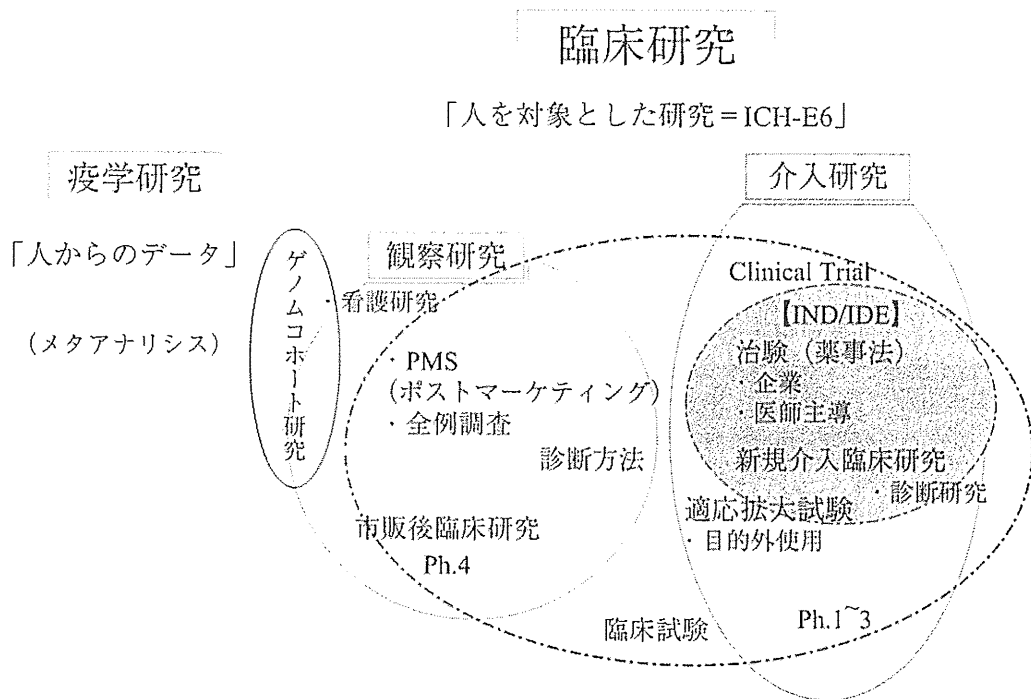 臨床研究
「人を対象とした研究=ICH-E6」
疫学研究
「人からのデータ」
(メタアナリシス)
ゲノムコホート研究
観察研究
・看護研究
・PMS
(ポストマーケティング)
・全例調査
診断方法
市販後臨床研究
Ph.4
介入研究
Clinical Trial
【IND/IDE】
治験(薬事法)
・企業
・医師主導
新規介入臨床研究
・診断研究
適応拡大試験
・目的外使用
臨床試験
Ph.1~3